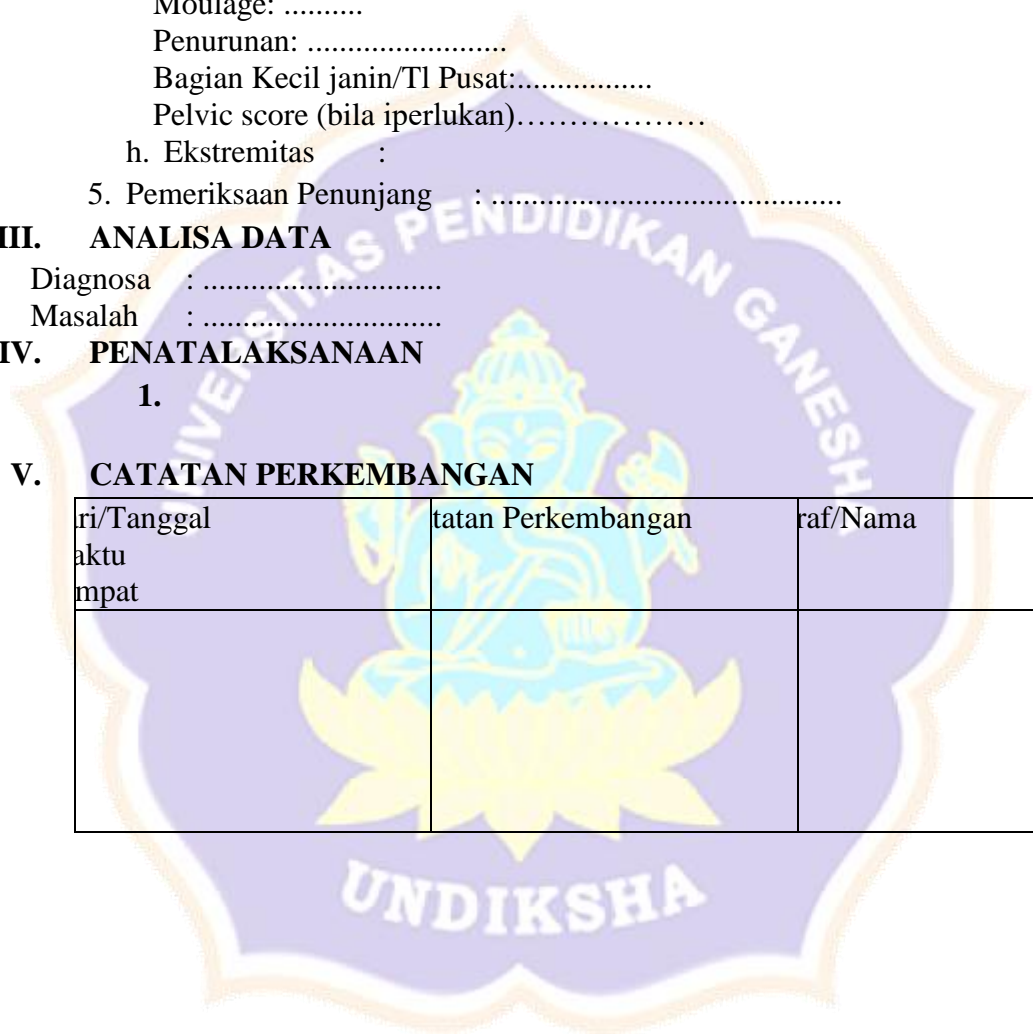 Moulage: ..........
Penurunan: .........................
Bagian Kecil janin/Tl Pusat:.................
Pelvic score (bila iperlukan)………………
h. Ekstremitas :
5. Pemeriksaan Penunjang : ............................................
III. ANALISA DATA
Diagnosa : ..............................
Masalah : ..............................
IV. PENATALAKSANAAN
1.
V. CATATAN PERKEMBANGAN
ri/Tanggal tatan Perkembangan raf/Nama
aktu
mpat
UNIVERSITAS PENDIDIKAN GANESHA
UNDIKSHA